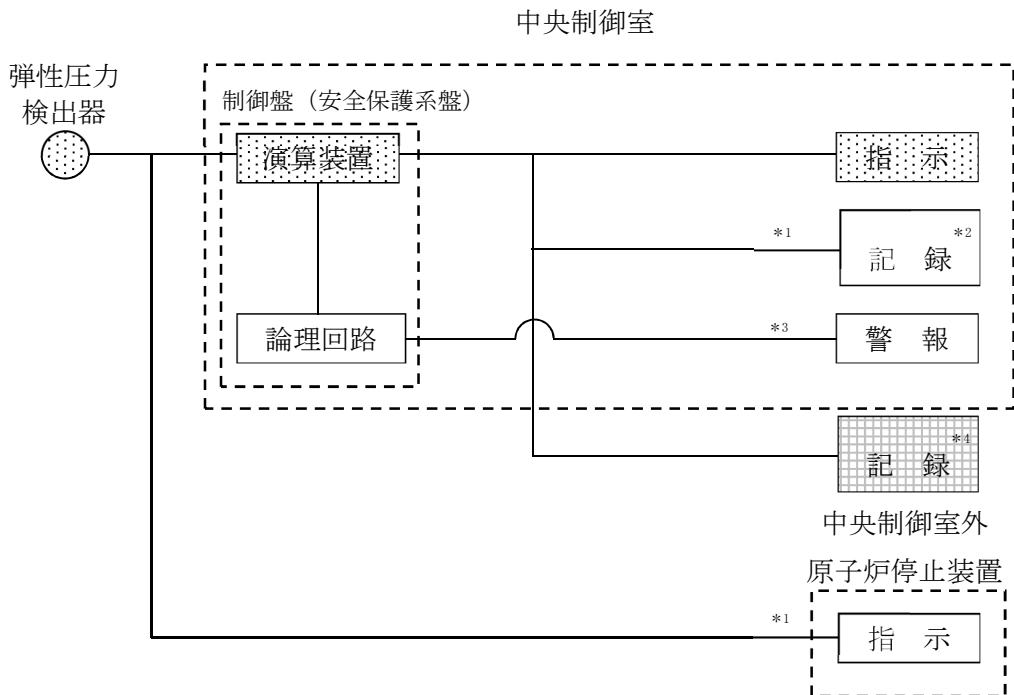 中央制御室
弾性圧力
検出器
制御盤（安全保護系盤）
演算装置
指　示
*1
記　録
*2
論理回路
*3
警　報
記　録
*4
中央制御室外
原子炉停止装置
*1
指　示